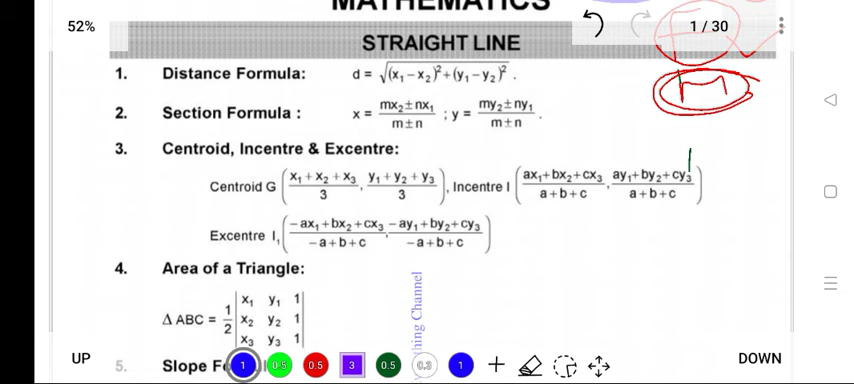 MATHEMATICS
52%
1 / 30
STRAIGHT LINE
1. Distance Formula: d = √((x₁ – x₂)² + (y₁ – y₂)²) .
2. Section Formula : x = (mx₂ ± nx₁)/(m ± n) ; y = (my₂ ± ny₁)/(m ± n) .
3. Centroid, Incentre & Excentre:
Centroid G ((x₁ + x₂ + x₃)/3, (y₁ + y₂ + y₃)/3), Incentre I ((ax₁ + bx₂ + cx₃)/(a + b + c), (ay₁ + by₂ + cy₃)/(a + b + c))
Excentre I₁ ((–ax₁ + bx₂ + cx₃)/(–a + b + c), (–ay₁ + by₂ + cy₃)/(–a + b + c))
4. Area of a Triangle:
Δ ABC = 1/2 | x₁ y₁ 1 |
| x₂ y₂ 1 |
| x₃ y₃ 1 |
hing Channel
UP
5. Slope F
1 0.5 0.5 3 0.5 0.3 1
DOWN